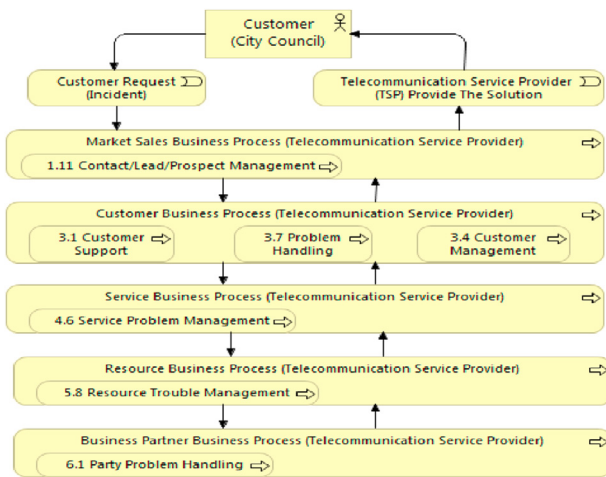 Customer
(City Council)
Customer Request
(Incident)
Telecommunication Service Provider
(TSP) Provide The Solution
Market Sales Business Process (Telecommunication Service Provider)
1.11 Contact/Lead/Prospect Management
Customer Business Process (Telecommunication Service Provider)
3.1 Customer
Support
3.7 Problem
Handling
3.4 Customer
Management
Service Business Process (Telecommunication Service Provider)
4.6 Service Problem Management
Resource Business Process (Telecommunication Service Provider)
5.8 Resource Trouble Management
Business Partner Business Process (Telecommunication Service Provider)
6.1 Party Problem Handling